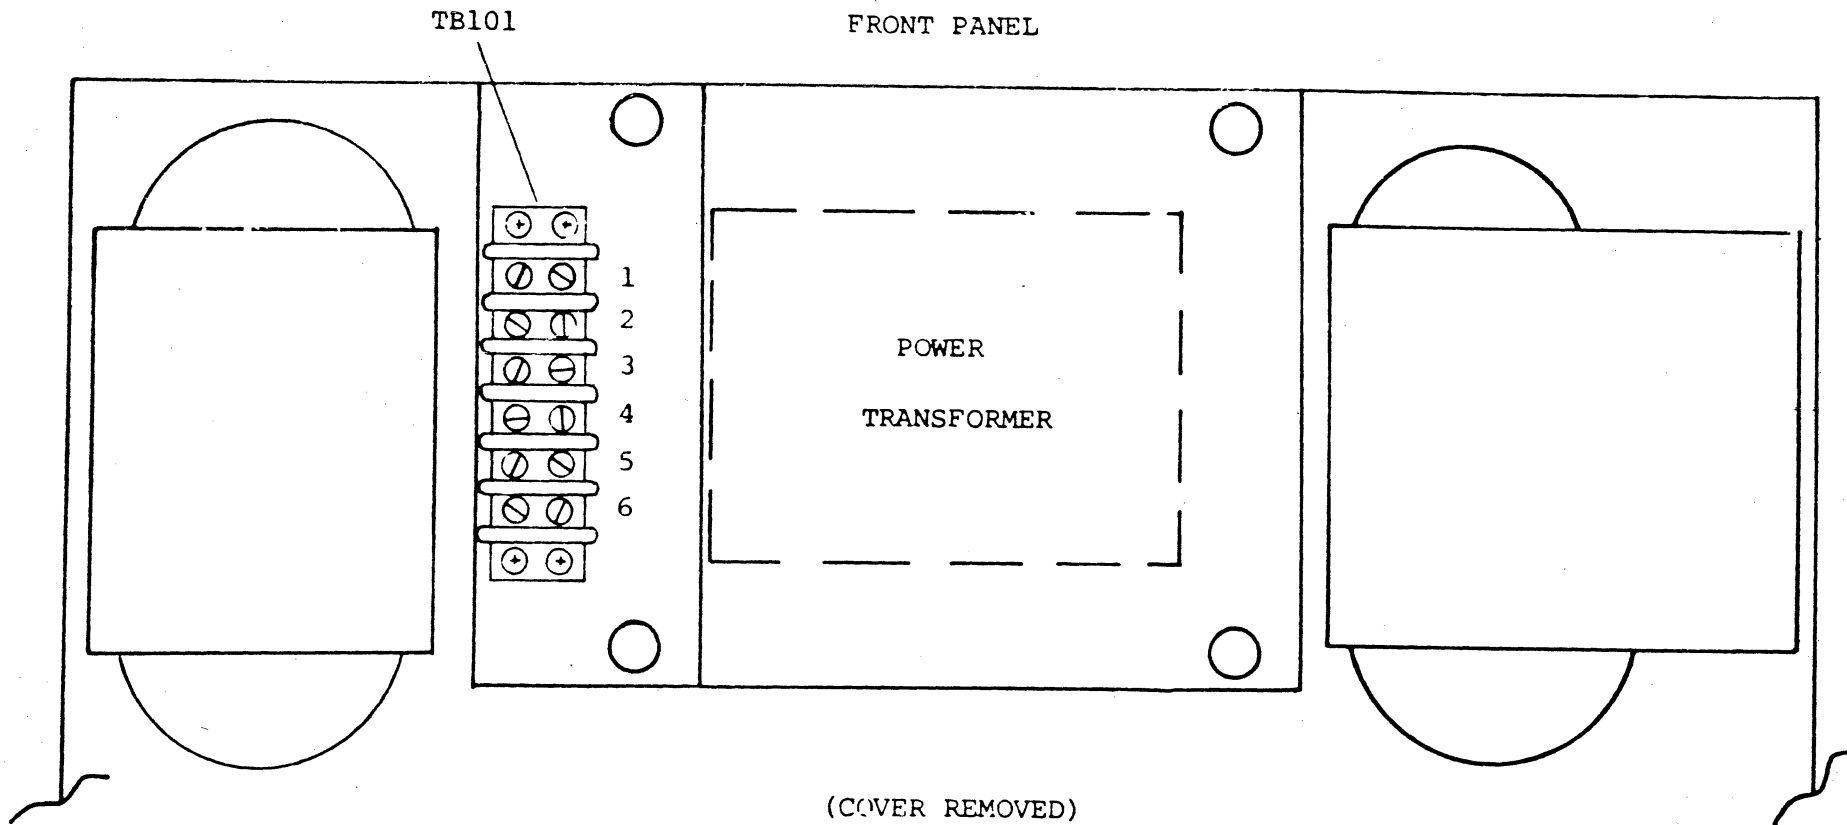 TB101
FRONT PANEL
1
2
3
4
5
6
POWER
TRANSFORMER
(COVER REMOVED)